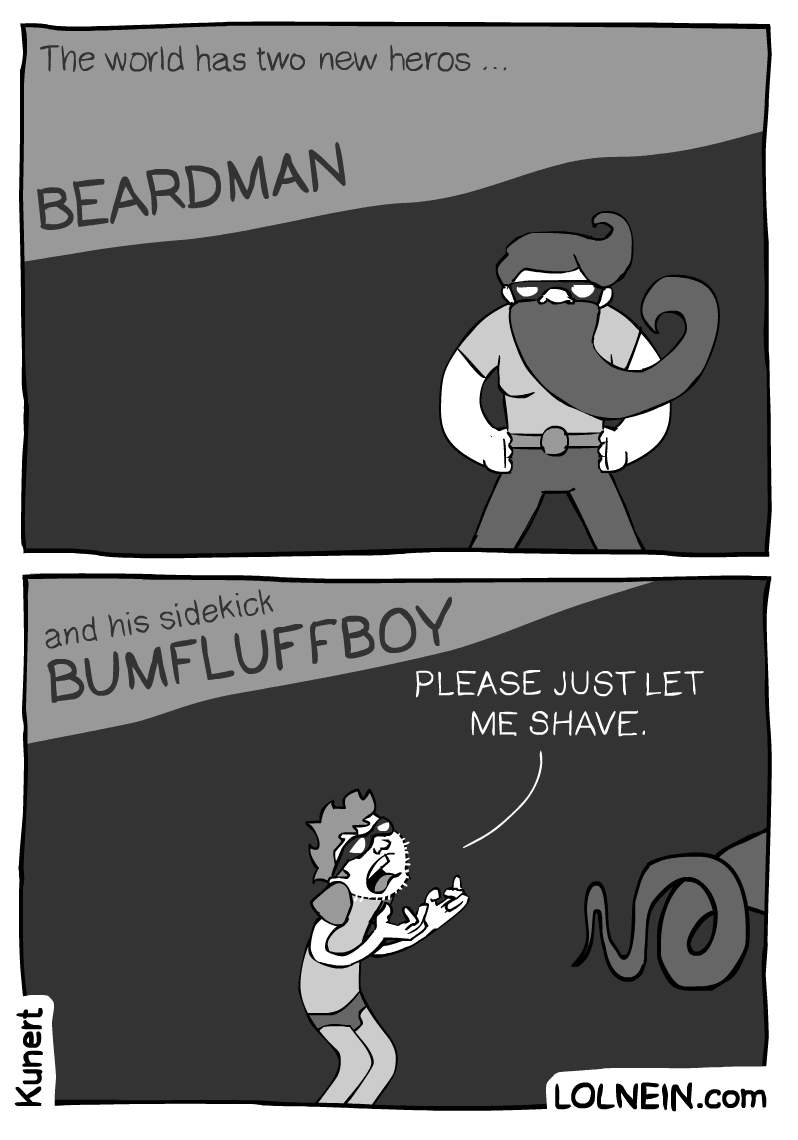 The world has two new heros ...
BEARDMAN
and his sidekick
BUMFLUFFBOY
PLEASE JUST LET
ME SHAVE.
Kunert
LOLNEIN.com